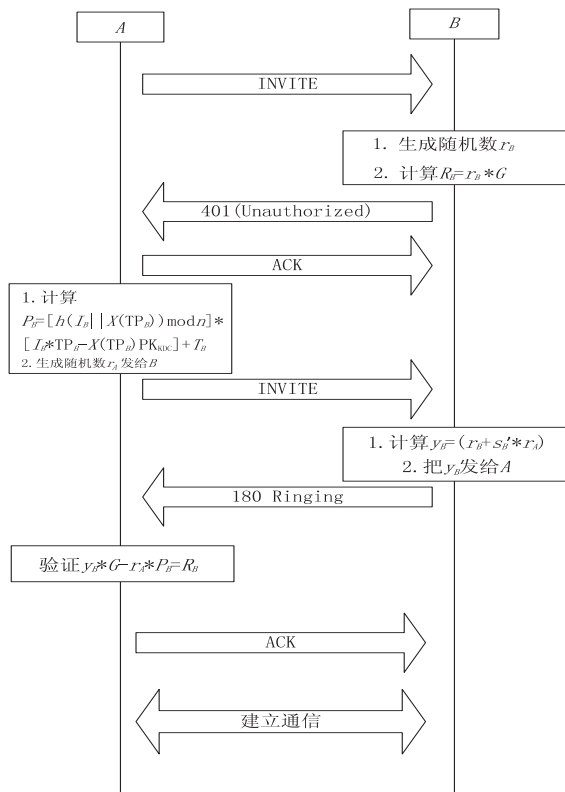 A
B
INVITE
1. 生成随机数r_B
2. 计算R_B=r_B*G
401(Unauthorized)
ACK
1. 计算
P_B=[h(I_B||X(TP_B))modn]*
[I_B*TP_B-X(TP_B)PK_KDC]+T_B
2.生成随机数r_A发给B
INVITE
1. 计算y_B=(r_B+s_B'*r_A)
2. 把y_B发给A
180 Ringing
验证y_B*G-r_A*P_B=R_B
ACK
建立通信